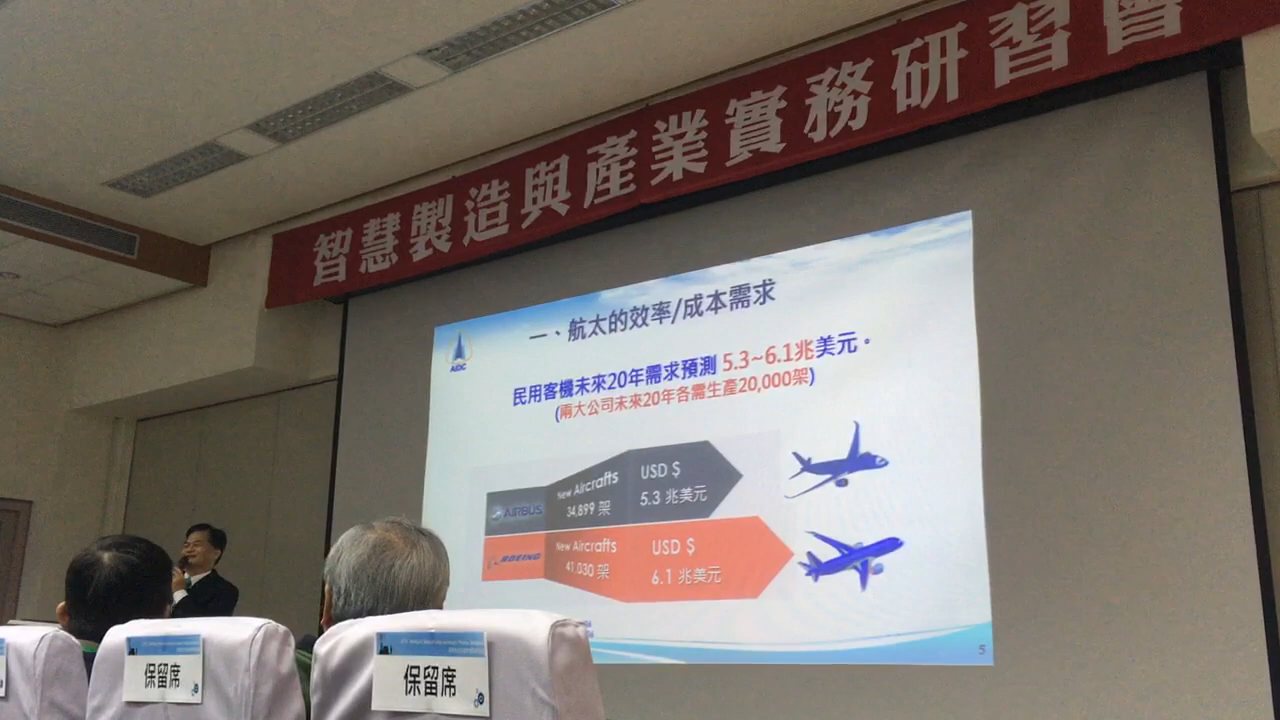 智慧製造與產業實務研習會
AIDC
一、航太的效率/成本需求
民用客機未來20年需求預測 5.3~6.1兆美元。
(兩大公司未來20年各需生產20,000架)
AIRBUS
New Aircrafts
34,899 架
USD $
5.3 兆美元
BOEING
New Aircrafts
41,030 架
USD $
6.1 兆美元
5
保留席
保留席